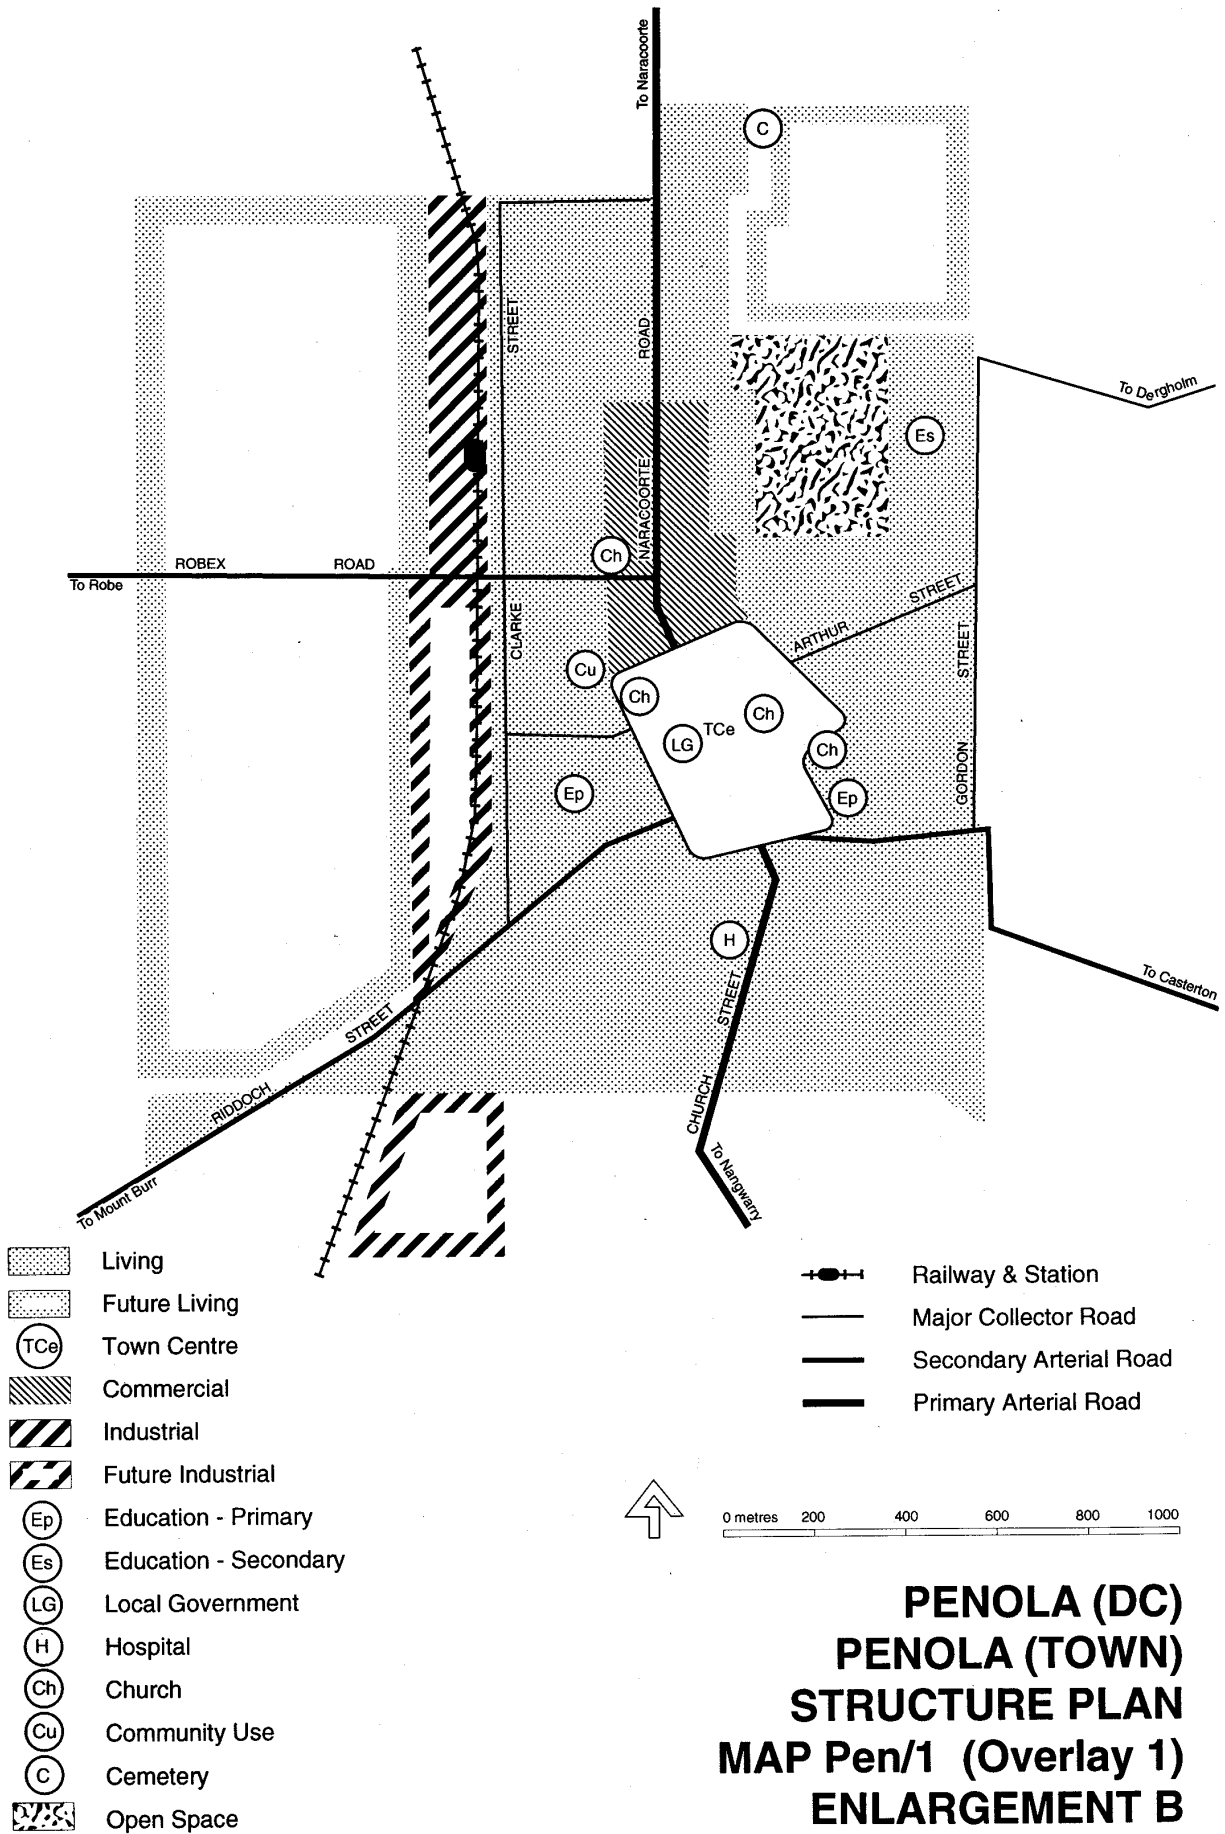 To Naracoorte
C
STREET
ROAD
To Dergholm
Es
NARACOORTE
Ch
ROBEX ROAD
To Robe
STREET
ARTHUR
CLARKE
STREET
Cu
Ch
Ch
TCe
LG
Ch
GORDON
Ep
Ep
H
To Casterton
STREET
STREET
RIDDOCH
CHURCH
To Nangwarry
To Mount Burr
Living
Future Living
TCe Town Centre
Commercial
Industrial
Future Industrial
Ep Education - Primary
Es Education - Secondary
LG Local Government
H Hospital
Ch Church
Cu Community Use
C Cemetery
Open Space
Railway & Station
Major Collector Road
Secondary Arterial Road
Primary Arterial Road
0 metres 200 400 600 800 1000
PENOLA (DC)
PENOLA (TOWN)
STRUCTURE PLAN
MAP Pen/1 (Overlay 1)
ENLARGEMENT B